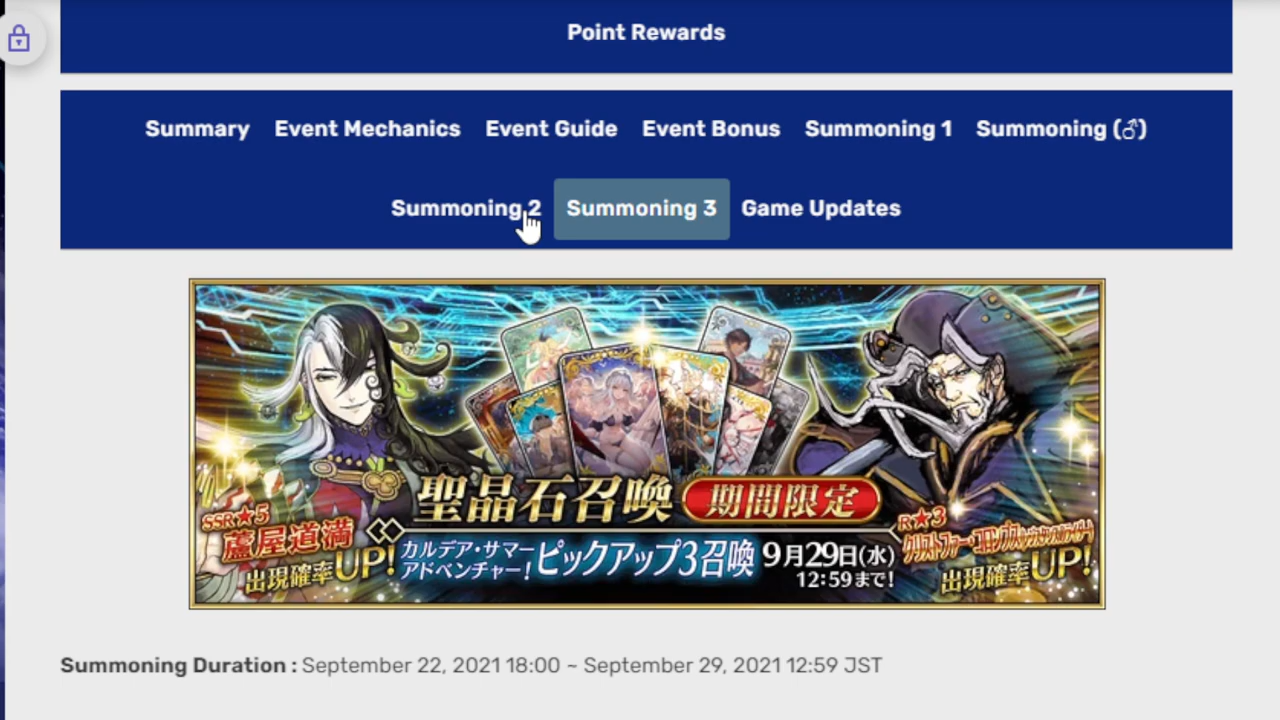 Point Rewards
Summary Event Mechanics Event Guide Event Bonus Summoning 1 Summoning (♂)
Summoning 2 Summoning 3 Game Updates
聖晶石召喚 期間限定
SSR★5
蘆屋道満
出現確率UP!
カルデア・サマー
アドベンチャー!
ピックアップ3召喚
9月29日(水)
12:59まで!
R★3
出現確率UP!
Summoning Duration : September 22, 2021 18:00 ~ September 29, 2021 12:59 JST